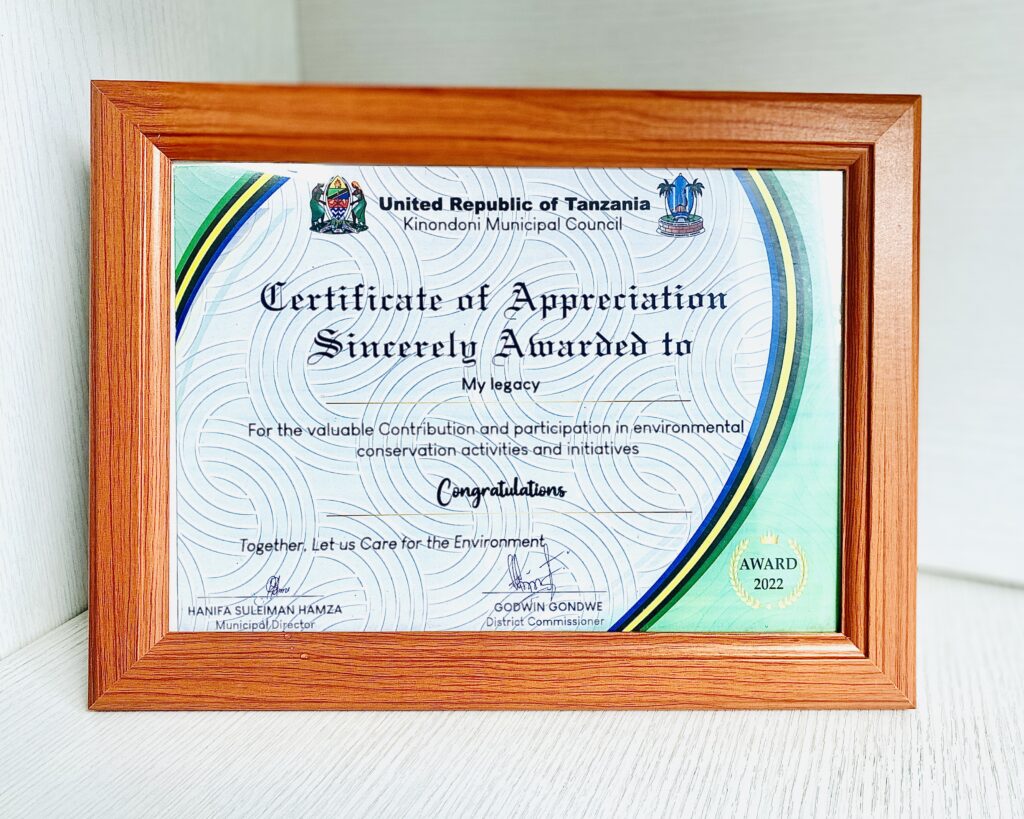 United Republic of Tanzania
Kinondoni Municipal Council
Certificate of Appreciation
Sincerely Awarded to
My legacy
For the valuable Contribution and participation in environmental
conservation activities and initiatives
Congratulations
Together, Let us Care for the Environment
HANIFA SULEIMAN HAMZA
Municipal Director
GODWIN GONDWE
District Commissioner
AWARD
2022